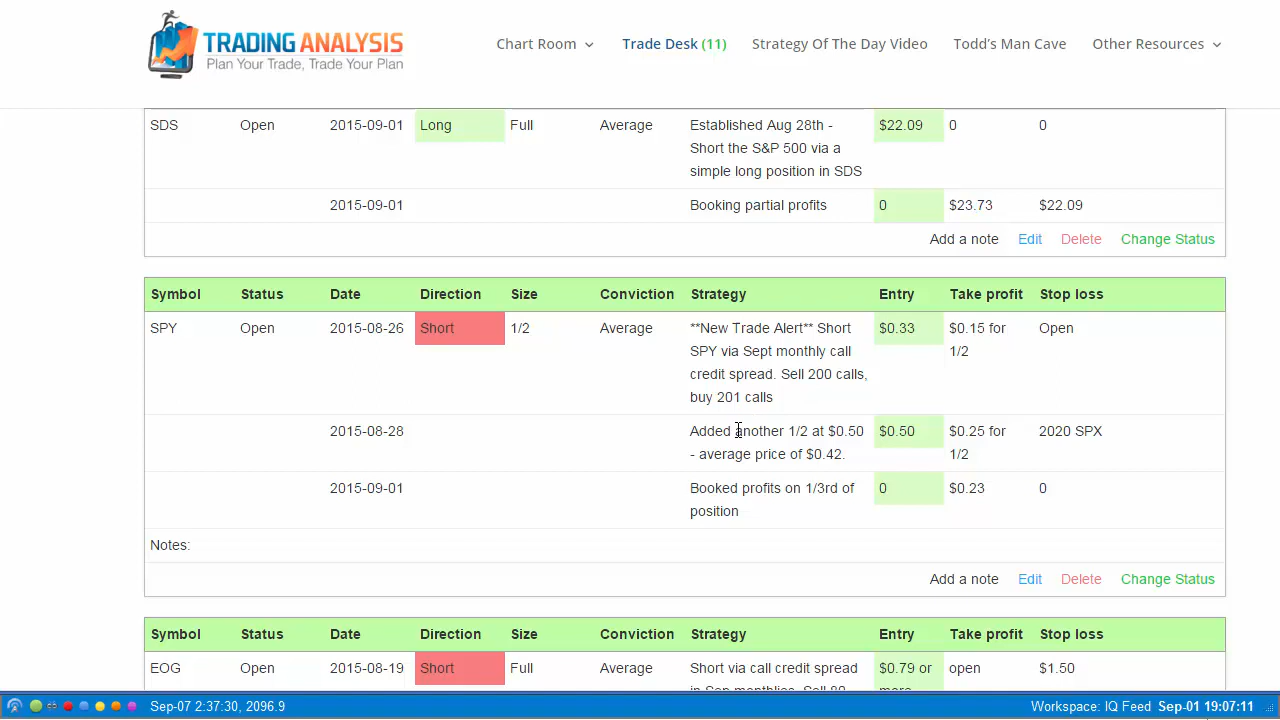 TRADING ANALYSIS
Plan Your Trade, Trade Your Plan
Chart Room Trade Desk (11) Strategy Of The Day Video Todd's Man Cave Other Resources
SDS Open 2015-09-01 Long Full Average Established Aug 28th - $22.09 0 0
Short the S&P 500 via a
simple long position in SDS
2015-09-01 Booking partial profits 0 $23.73 $22.09
Add a note Edit Delete Change Status
Symbol Status Date Direction Size Conviction Strategy Entry Take profit Stop loss
SPY Open 2015-08-26 Short 1/2 Average **New Trade Alert** Short $0.33 $0.15 for Open
SPY via Sept monthly call 1/2
credit spread. Sell 200 calls,
buy 201 calls
2015-08-28 Added another 1/2 at $0.50 $0.50 $0.25 for 2020 SPX
- average price of $0.42. 1/2
2015-09-01 Booked profits on 1/3rd of 0 $0.23 0
position
Notes:
Add a note Edit Delete Change Status
Symbol Status Date Direction Size Conviction Strategy Entry Take profit Stop loss
EOG Open 2015-08-19 Short Full Average Short via call credit spread $0.79 or open $1.50
in Sep monthlies. Sell 80
more
Sep-07 2:37:30, 2096.9 Workspace: IQ Feed Sep-01 19:07:11